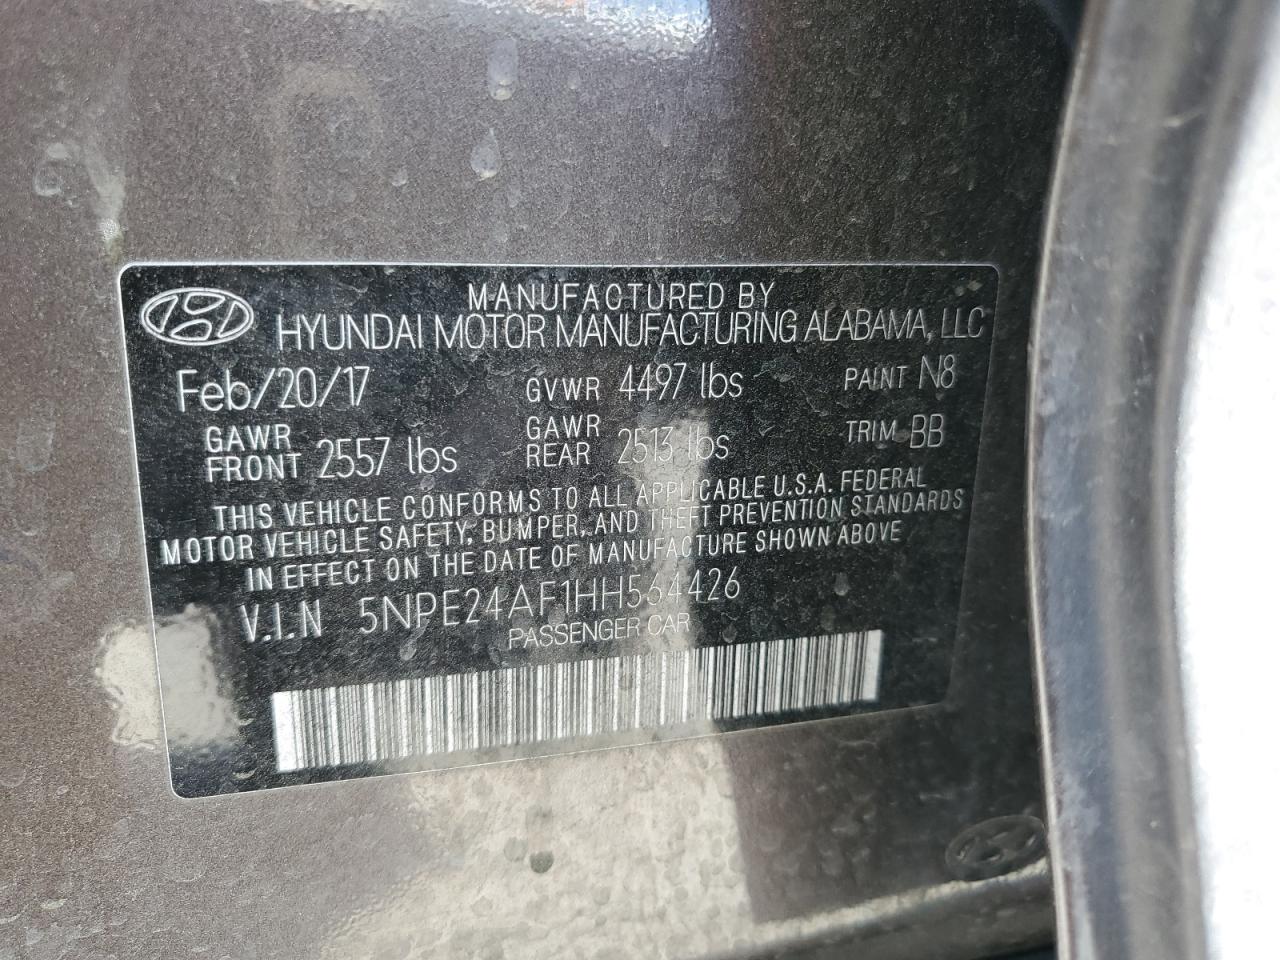 MANUFACTURED BY
HYUNDAI MOTOR MANUFACTURING ALABAMA, LLC
Feb/20/17 GVWR 4497 lbs PAINT N8
GAWR FRONT 2557 lbs GAWR REAR 2513 lbs TRIM BB
THIS VEHICLE CONFORMS TO ALL APPLICABLE U.S.A. FEDERAL
MOTOR VEHICLE SAFETY, BUMPER, AND THEFT PREVENTION STANDARDS
IN EFFECT ON THE DATE OF MANUFACTURE SHOWN ABOVE
V.I.N 5NPE24AF1HH564426
PASSENGER CAR